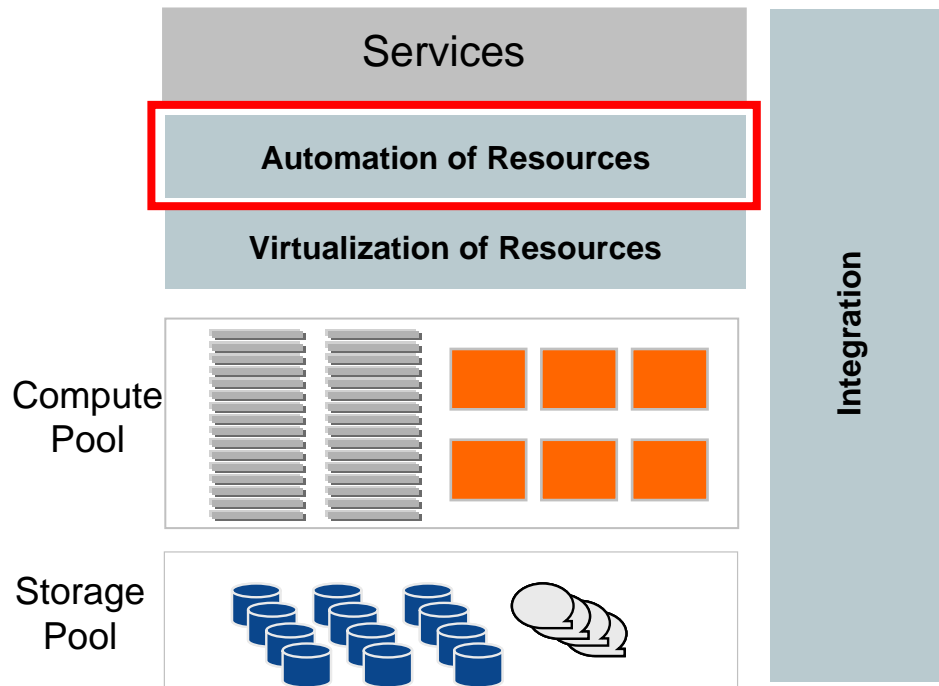 Services
Automation of Resources
Virtualization of Resources
Integration
Compute
Pool
Storage
Pool